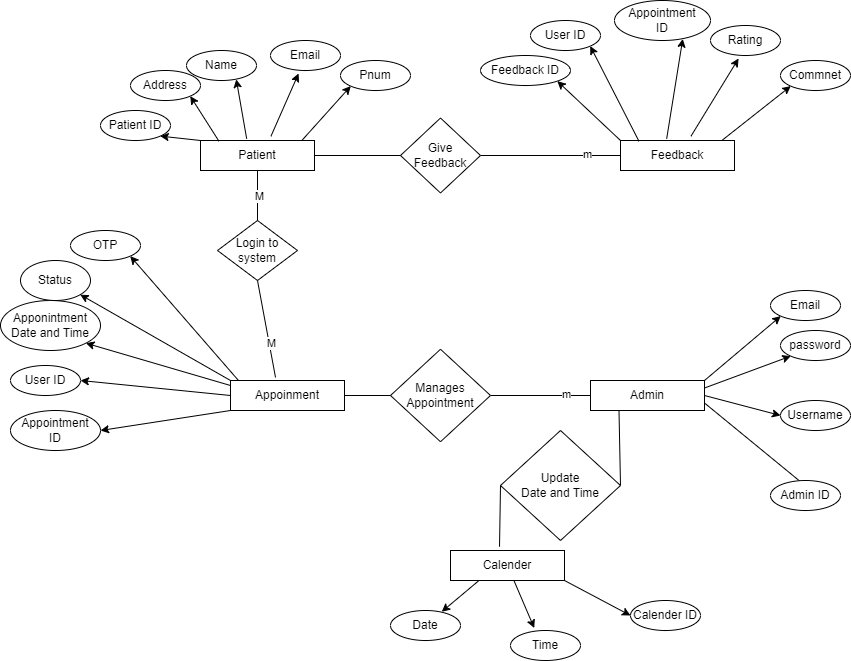 Appointment
ID
User ID
Rating
Email
Name
Feedback ID
Commnet
Pnum
Address
Patient ID
Give
Feedback
Patient
m
Feedback
M
OTP
Login to
system
Status
Email
Apponintment
Date and Time
M
password
User ID
Manages
Appointment
Appoinment
m
Admin
Username
Appointment
ID
Update
Date and Time
Admin ID
Calender
Calender ID
Date
Time